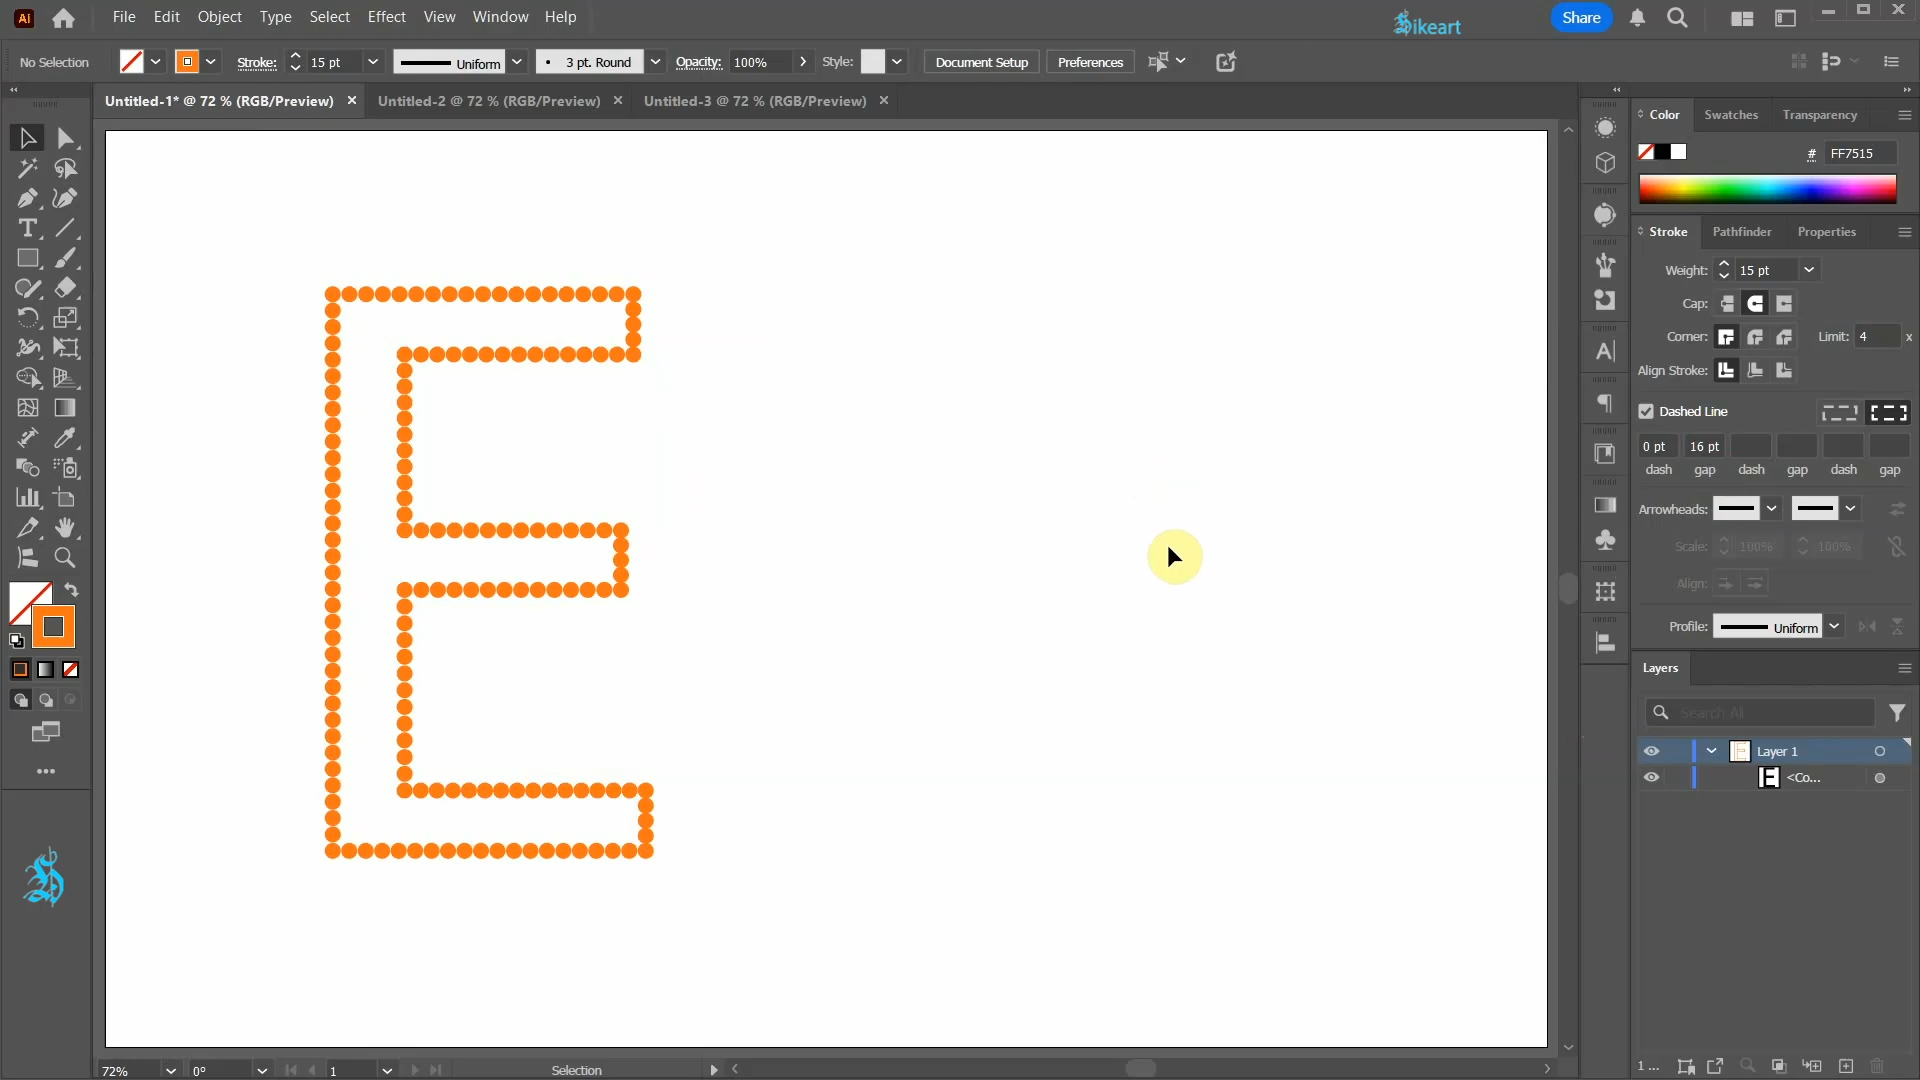 Ai File Edit Object Type Select Effect View Window Help Sikeart Share
No Selection Stroke: 15 pt Uniform 3 pt. Round Opacity: 100% Style: Document Setup Preferences
Untitled-1* @ 72 % (RGB/Preview) Untitled-2 @ 72 % (RGB/Preview) Untitled-3 @ 72 % (RGB/Preview)
Color Swatches Transparency
# FF7515
Stroke Pathfinder Properties
Weight: 15 pt
Cap:
Corner: Limit: 4 x
Align Stroke:
Dashed Line
0 pt 16 pt
dash gap dash gap dash gap
Arrowheads:
Scale: 100% 100%
Align:
Profile: Uniform
Layers
Search All
Layer 1
<Co...
E
1 ...
72% 0° 1 Selection